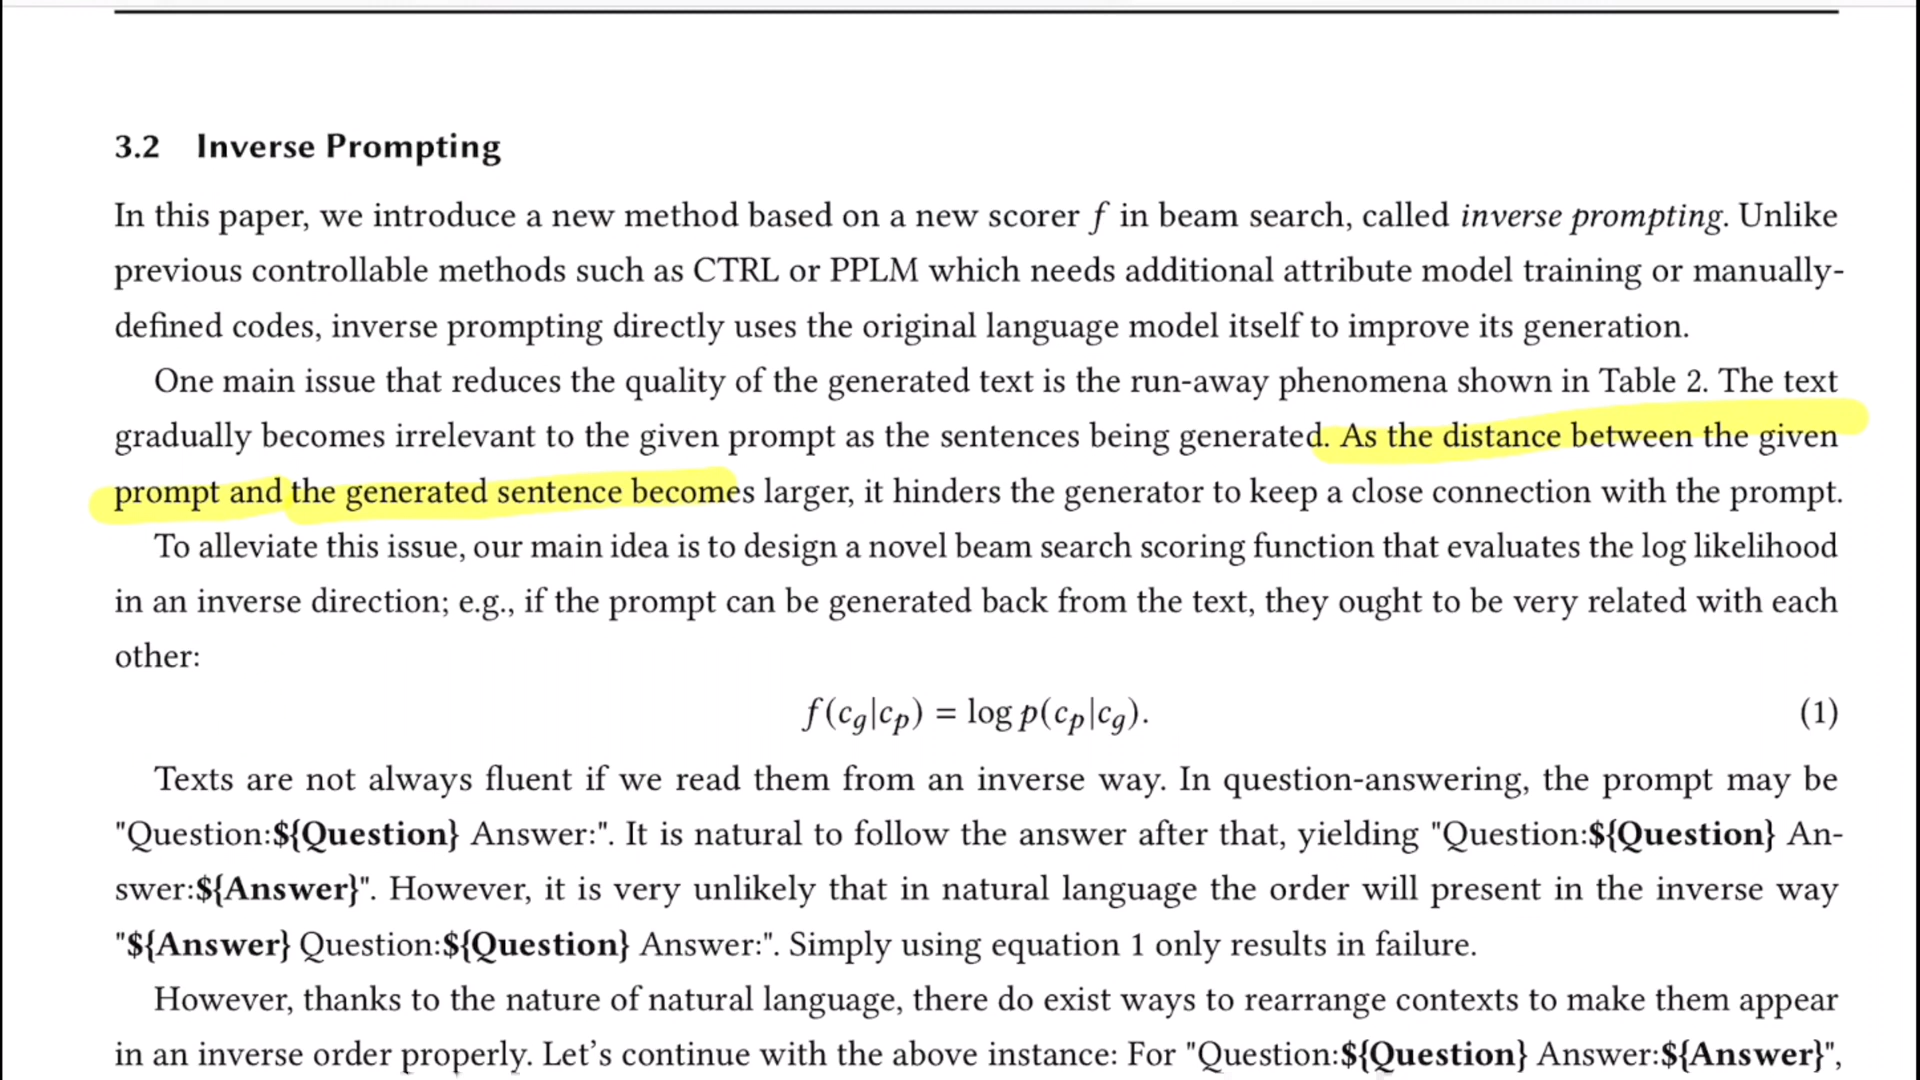 3.2 Inverse Prompting
In this paper, we introduce a new method based on a new scorer f in beam search, called inverse prompting. Unlike
previous controllable methods such as CTRL or PPLM which needs additional attribute model training or manually-
defined codes, inverse prompting directly uses the original language model itself to improve its generation.
One main issue that reduces the quality of the generated text is the run-away phenomena shown in Table 2. The text
gradually becomes irrelevant to the given prompt as the sentences being generated. As the distance between the given
prompt and the generated sentence becomes larger, it hinders the generator to keep a close connection with the prompt.
To alleviate this issue, our main idea is to design a novel beam search scoring function that evaluates the log likelihood
in an inverse direction; e.g., if the prompt can be generated back from the text, they ought to be very related with each
other:
f(c_g|c_p) = log p(c_p|c_g). (1)
Texts are not always fluent if we read them from an inverse way. In question-answering, the prompt may be
"Question:${Question} Answer:". It is natural to follow the answer after that, yielding "Question:${Question} An-
swer:${Answer}". However, it is very unlikely that in natural language the order will present in the inverse way
"${Answer} Question:${Question} Answer:". Simply using equation 1 only results in failure.
However, thanks to the nature of natural language, there do exist ways to rearrange contexts to make them appear
in an inverse order properly. Let's continue with the above instance: For "Question:${Question} Answer:${Answer}",